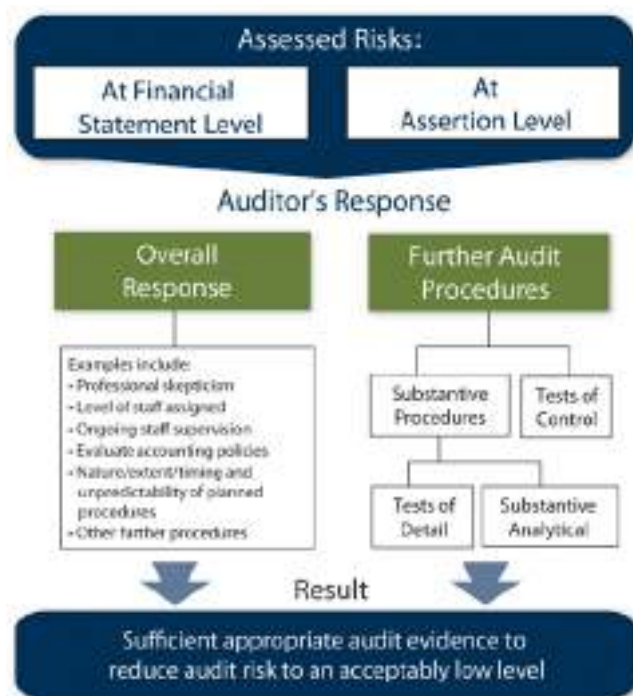 Assessed Risks:
At Financial
Statement Level
At
Assertion Level
Auditor's Response
Overall
Response
Further Audit
Procedures
Examples include:
• Professional skepticism
• Level of staff assigned
• Ongoing staff supervision
• Evaluate accounting policies
• Nature/extent/timing and
unpredictability of planned
procedures
• Other further procedures
Substantive
Procedures
Tests of
Control
Tests of
Detail
Substantive
Analytical
Result
Sufficient appropriate audit evidence to
reduce audit risk to an acceptably low level